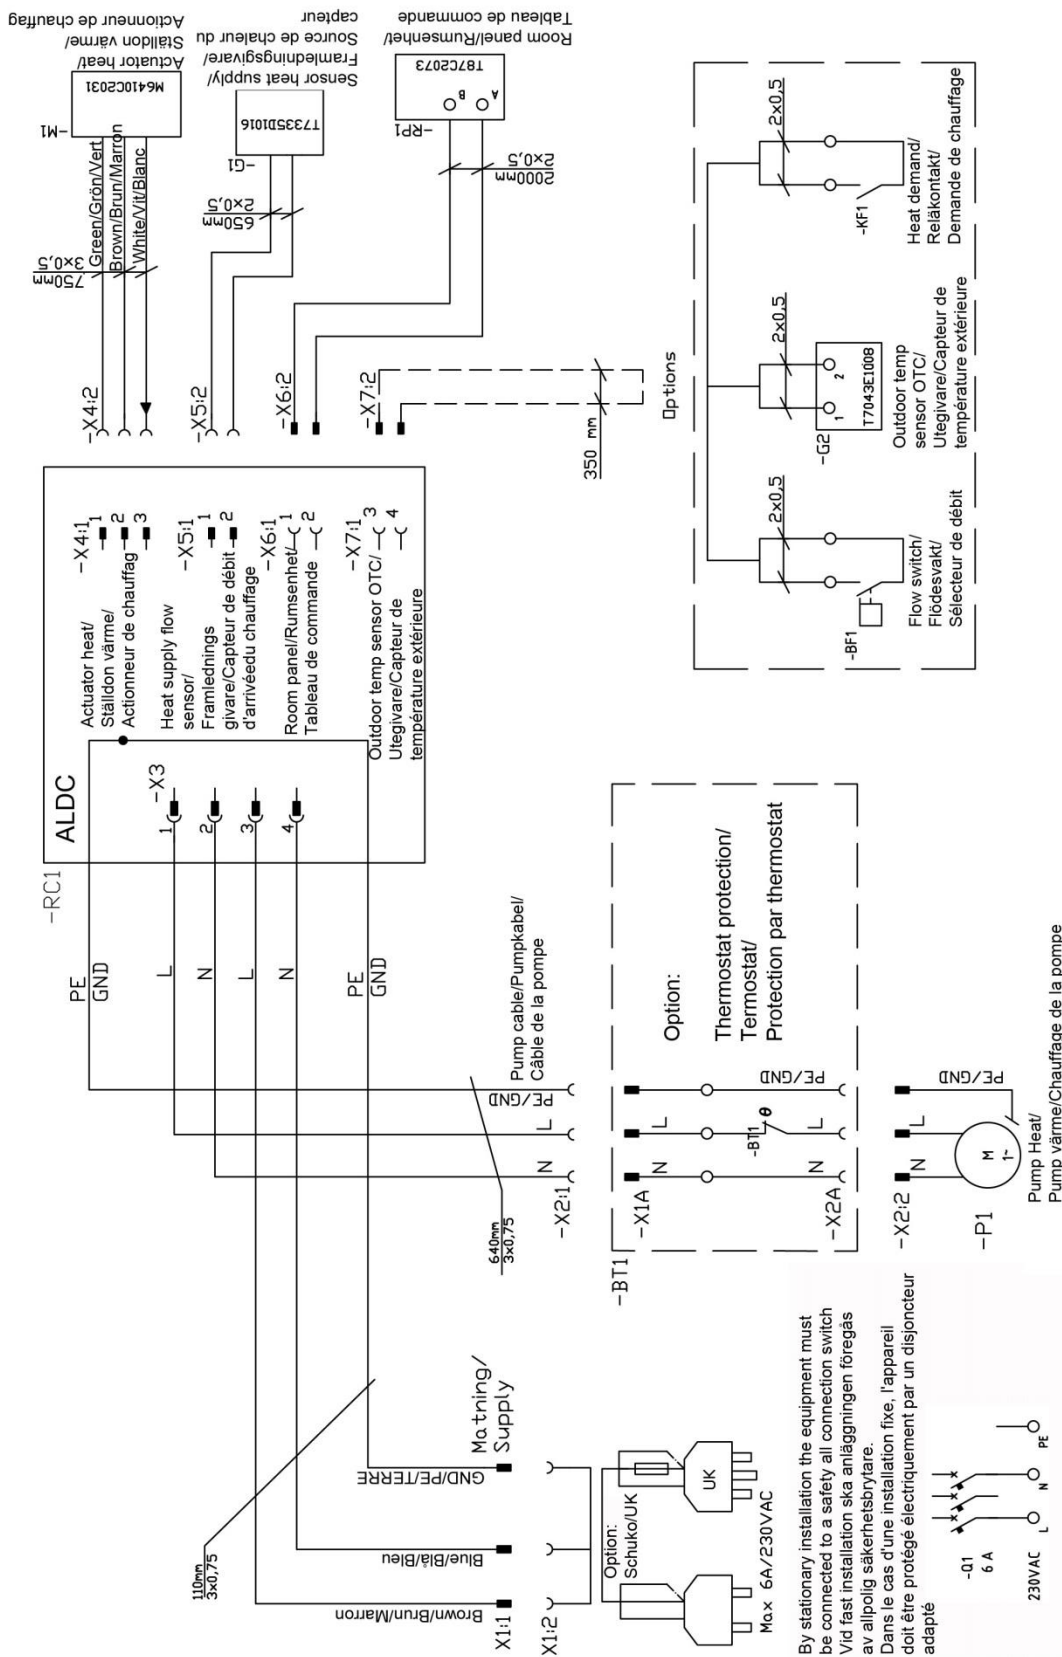 Actuator heat/
Ställdon värme/
Actionneur de chauffag
M6410C2031
-M1
Green/Grön/Vert
Brown/Brun/Marron
White/Vit/Blanc
750mm
3x0,5
-X4:2
Sensor heat supply/
Framledningsgivare/
Source de chaleur du
capteur
T7335D1016
-G1
650mm
2x0,5
-X5:2
Room panel/Rumsenhet/
Tableau de commande
T87C2073
B
A
-RP1
2000mm
2x0,5
-X6:2
-X7:2
350 mm
-RC1
ALDC
-X4:1
1
2
3
Actuator heat/
Ställdon värme/
Actionneur de chauffag
-X5:1
1
2
Heat supply flow
sensor/
Framlednings
givare/Capteur de débit
d'arrivéedu chauffage
-X6:1
1
2
Room panel/Rumsenhet/
Tableau de commande
-X7:1
3
4
Outdoor temp sensor OTC/
Utegivare/Capteur de
température extérieure
-X3
1
2
3
4
PE
GND
L
N
L
N
PE
GND
Options
2x0,5
-KF1
Heat demand/
Reläkontakt/
Demande de chauffage
2x0,5
1
2
T7043E1008
-G2
Outdoor temp
sensor OTC/
Utegivare/Capteur de
température extérieure
2x0,5
-BF1
Flow switch/
Flödesvakt/
Sélecteur de débit
Pump cable/Pumpkabel/
Câble de la pompe
640mm
3x0,75
PE/GND
L
N
-X2:1
-BT1
Option:
Thermostat protection/
Termostat/
Protection par thermostat
-X1A
N
L
-BT1
θ
PE/GND
N
L
-X2A
-X2:2
N
L
PE/GND
M
1~
-P1
Pump Heat/
Pump värme/Chauffage de la pompe
110mm
3x0,75
Matning/
Supply
GND/PE/TERRE
Blue/Blå/Bleu
Brown/Brun/Marron
X1:1
X1:2
Option:
Schuko/UK
UK
Max 6A/230VAC
By stationary installation the equipment must
be connected to a safety all connection switch
Vid fast installation ska anläggningen föregås
av allpolig säkerhetsbrytare.
Dans le cas d'une installation fixe, l'appareil
doit être protégé électriquement par un disjoncteur
adapté
-Q1
6 A
230VAC
L
N
PE